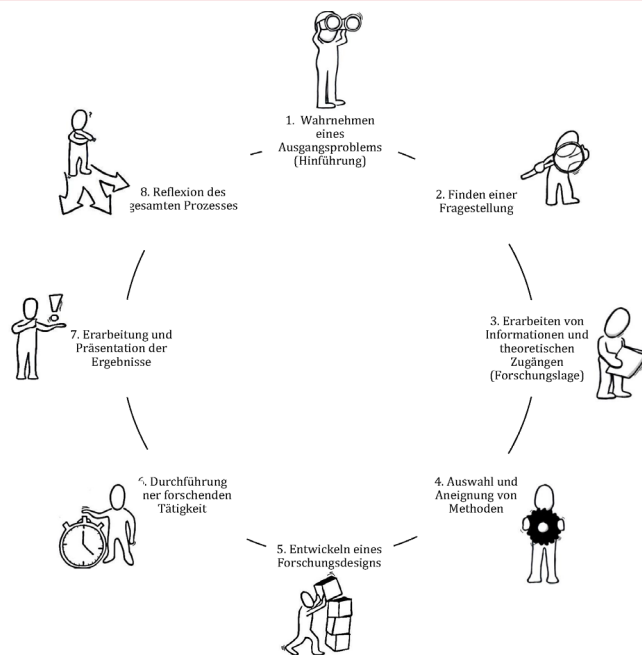 1. Wahrnehmen
eines
Ausgangsproblems
(Hinführung)
2. Finden einer
Fragestellung
3. Erarbeiten von
Informationen und
theoretischen
Zugängen
(Forschungslage)
4. Auswahl und
Aneignung von
Methoden
5. Entwickeln eines
Forschungsdesigns
6. Durchführung
ner forschenden
Tätigkeit
7. Erarbeitung und
Präsentation der
Ergebnisse
8. Reflexion des
gesamten Prozesses